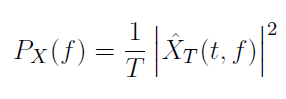 P_X(f) = \frac{1}{T} \left| \hat{X}_T(t, f) \right|^2